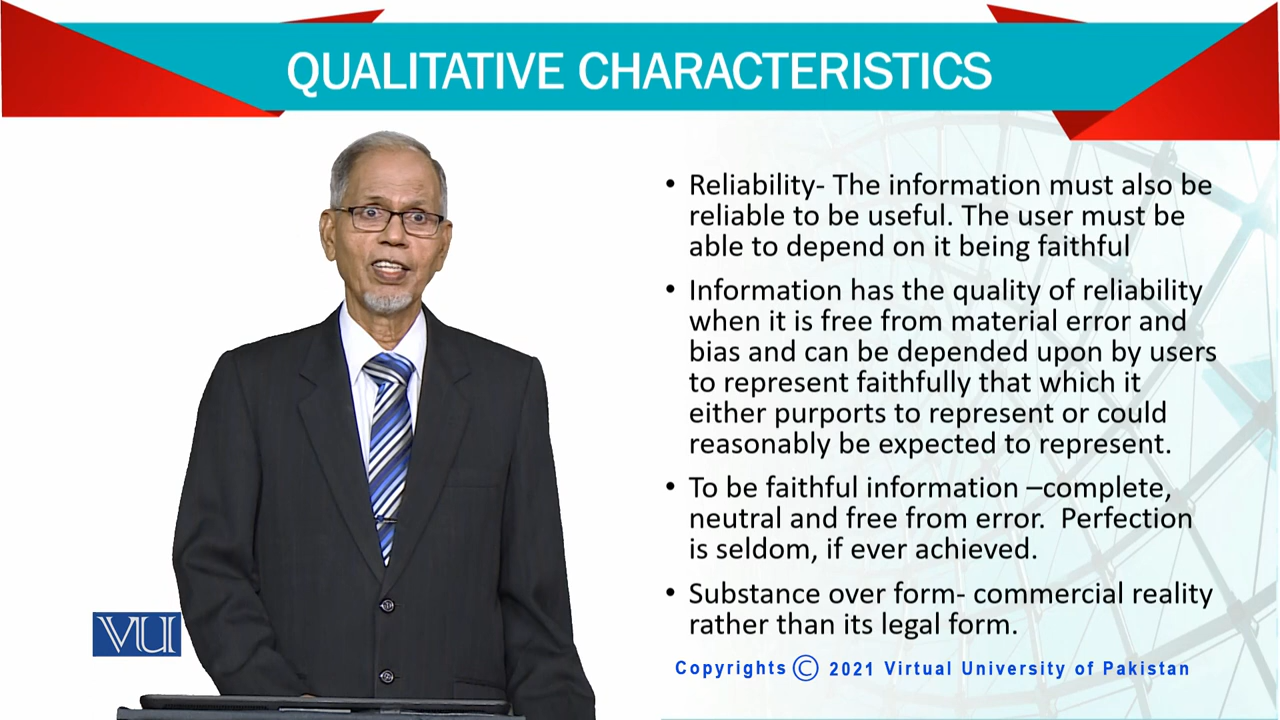 QUALITATIVE CHARACTERISTICS
• Reliability- The information must also be
reliable to be useful. The user must be
able to depend on it being faithful
• Information has the quality of reliability
when it is free from material error and
bias and can be depended upon by users
to represent faithfully that which it
either purports to represent or could
reasonably be expected to represent.
• To be faithful information –complete,
neutral and free from error.  Perfection
is seldom, if ever achieved.
• Substance over form- commercial reality
rather than its legal form.
VU
Copyrights © 2021 Virtual University of Pakistan